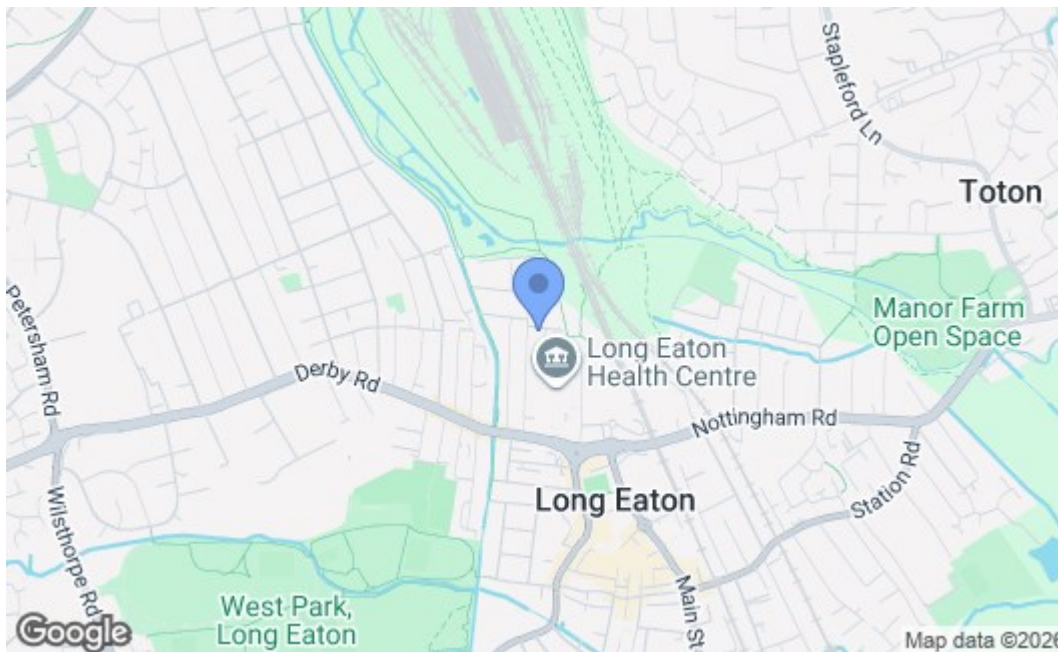 Stapleford Ln
Toton
Manor Farm
Open Space
Petersham Rd
Long Eaton
Health Centre
Derby Rd
Nottingham Rd
Long Eaton
Station Rd
Wilsthorpe Rd
Main St
West Park,
Long Eaton
Google
Map data ©2026